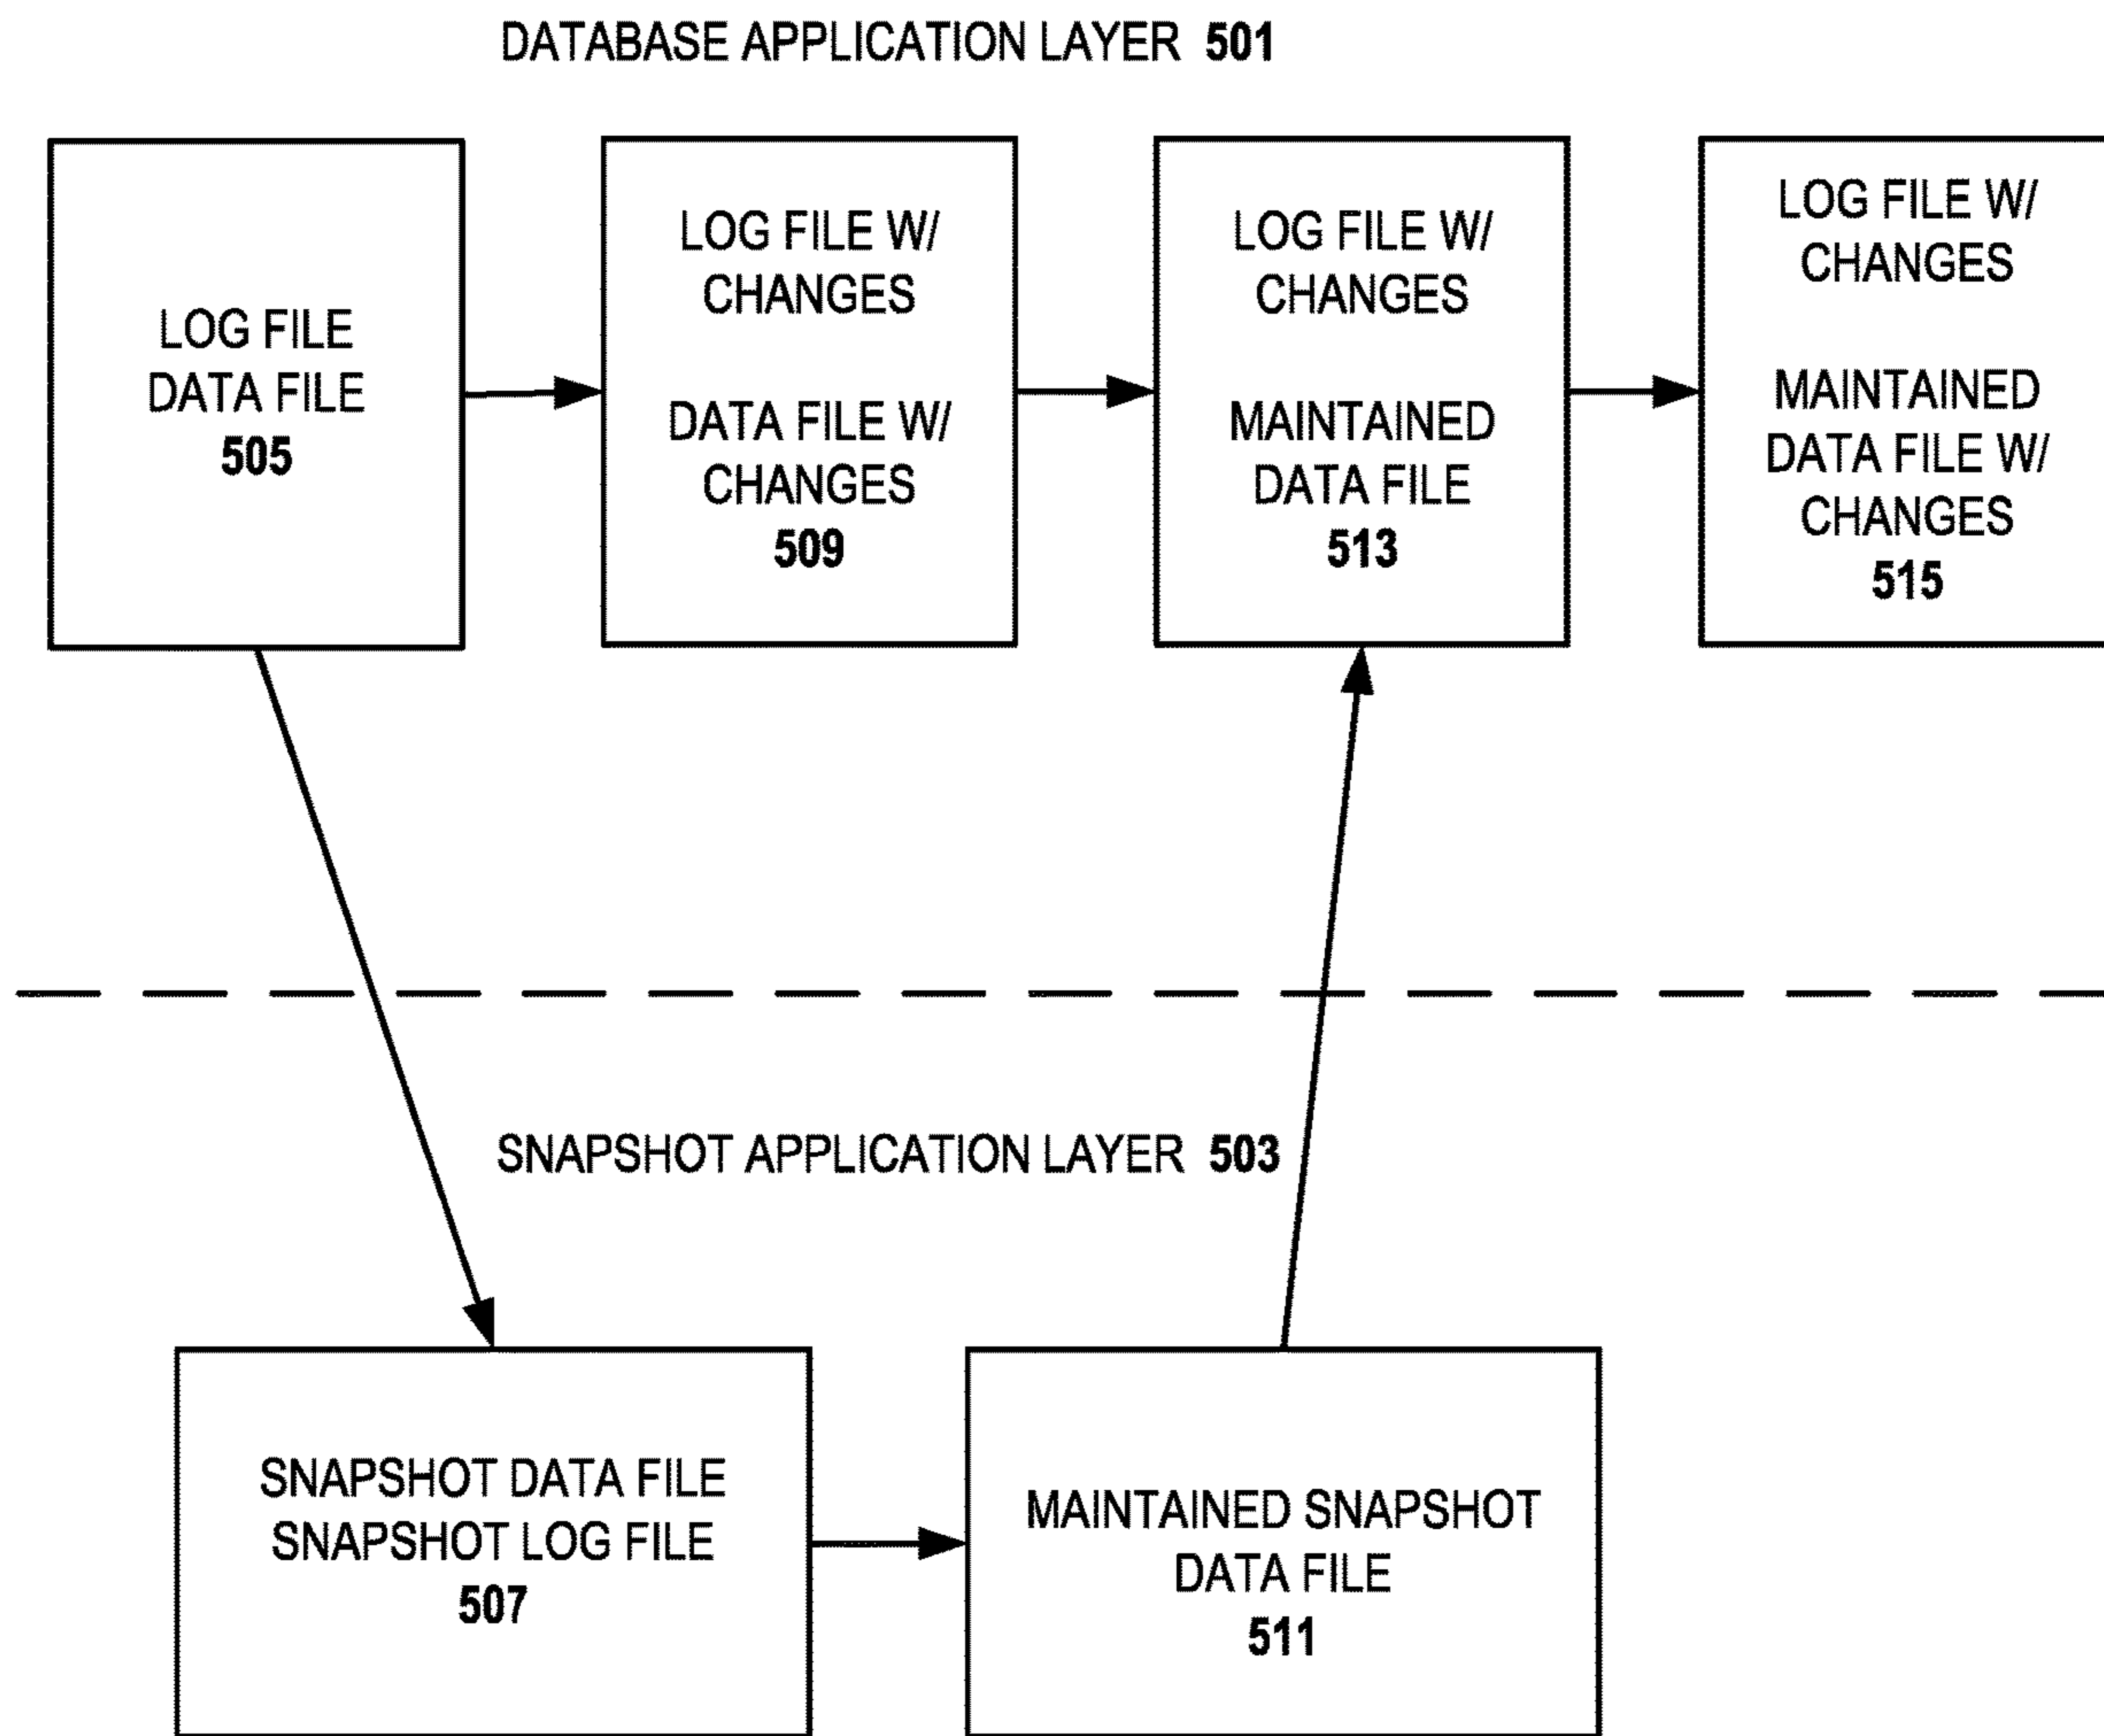 DATABASE APPLICATION LAYER 501
LOG FILE
DATA FILE
505
LOG FILE W/
CHANGES
DATA FILE W/
CHANGES
509
LOG FILE W/
CHANGES
MAINTAINED
DATA FILE
513
LOG FILE W/
CHANGES
MAINTAINED
DATA FILE W/
CHANGES
515
SNAPSHOT APPLICATION LAYER 503
SNAPSHOT DATA FILE
SNAPSHOT LOG FILE
507
MAINTAINED SNAPSHOT
DATA FILE
511